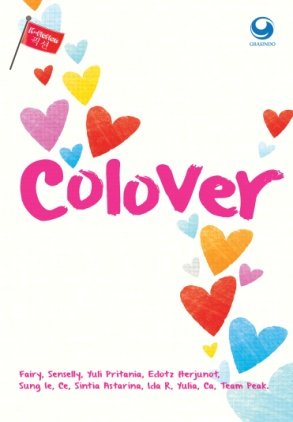 K-Fiction
픽션
GRASINDO
Colover
Fairy, Senselly, Yuli Pritania, Edotz Herjunot,
Sung Ie, Ce, Sintia Astarina, Ida R. Yulia, Ca, Team Peak.